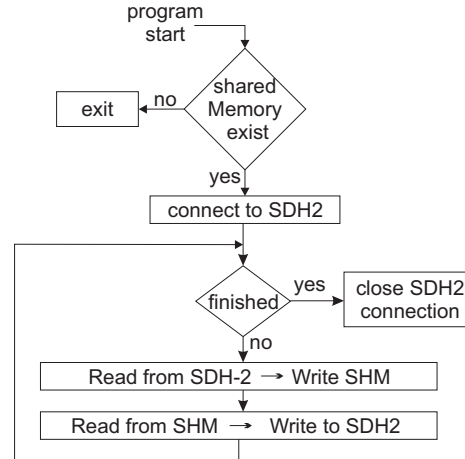 program
start
shared
Memory
exist
no
exit
yes
connect to SDH2
finished
yes
close SDH2
connection
no
Read from SDH-2 → Write SHM
Read from SHM → Write to SDH2